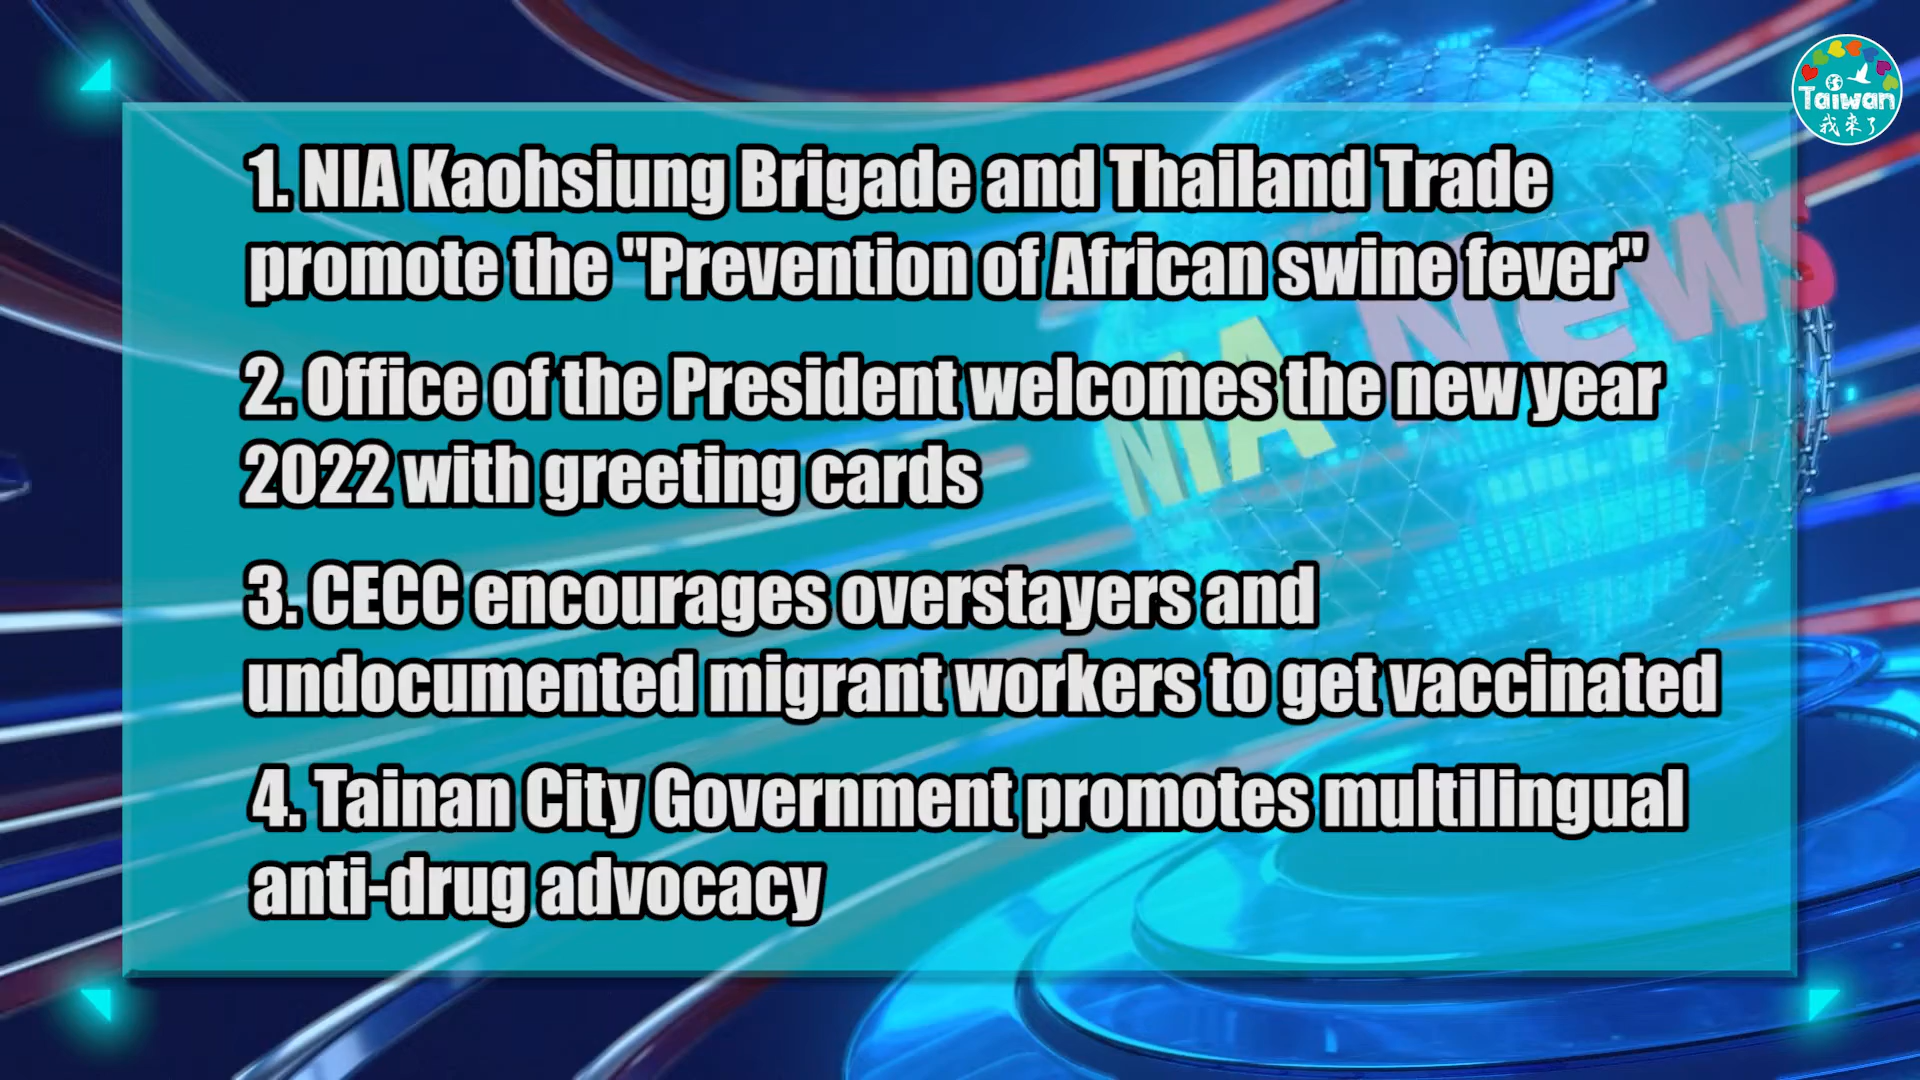 Taiwan
我來了
1. NIA Kaohsiung Brigade and Thailand Trade
promote the "Prevention of African swine fever"
2. Office of the President welcomes the new year
2022 with greeting cards
3. CECC encourages overstayers and
undocumented migrant workers to get vaccinated
4. Tainan City Government promotes multilingual
anti-drug advocacy
NIA News